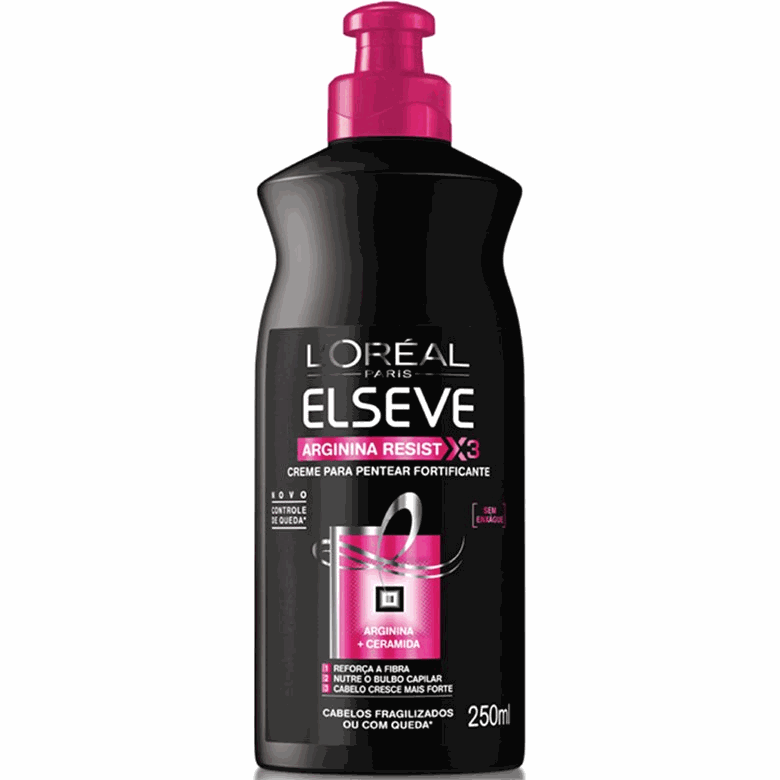 L'ORÉAL
PARIS
ELSEVE
ARGININA RESIST X3
CREME PARA PENTEAR FORTIFICANTE
NOVO
CONTROLE
DE QUEDA*
SEM
ENXÁGUE
ARGININA
+ CERAMIDA
1 REFORÇA A FIBRA
2 NUTRE O BULBO CAPILAR
3 CABELO CRESCE MAIS FORTE
CABELOS FRAGILIZADOS
OU COM QUEDA*
250ml